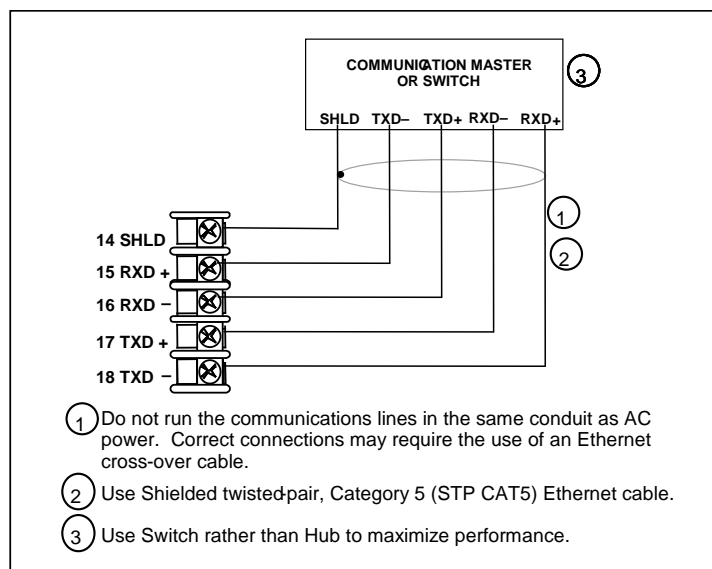 COMMUNICATION MASTER
OR SWITCH
3
SHLD TXD– TXD+ RXD– RXD+
1
2
14 SHLD
15 RXD +
16 RXD –
17 TXD +
18 TXD –
1 Do not run the communications lines in the same conduit as AC
power. Correct connections may require the use of an Ethernet
cross-over cable.
2 Use Shielded twisted-pair, Category 5 (STP CAT5) Ethernet cable.
3 Use Switch rather than Hub to maximize performance.